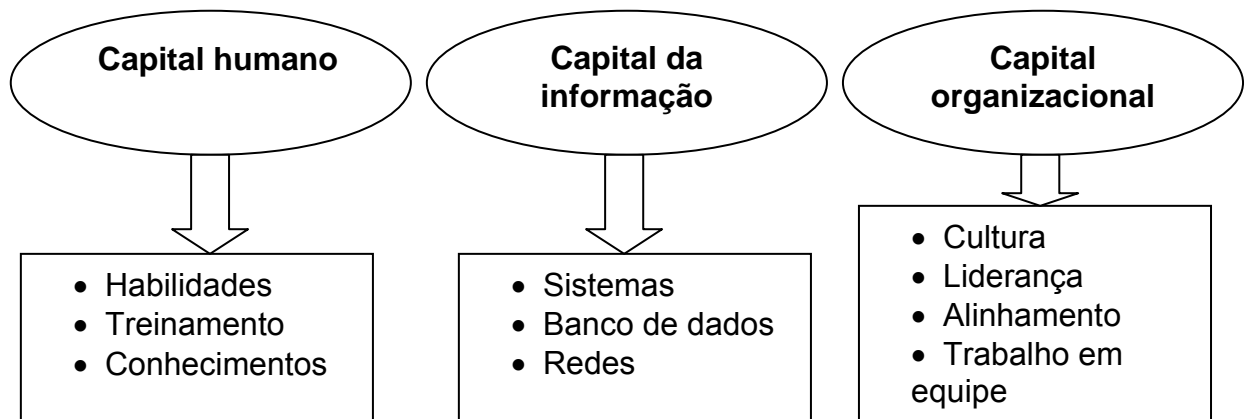 Capital humano
Capital da
informação
Capital
organizacional
• Habilidades
• Treinamento
• Conhecimentos
• Sistemas
• Banco de dados
• Redes
• Cultura
• Liderança
• Alinhamento
• Trabalho em
equipe